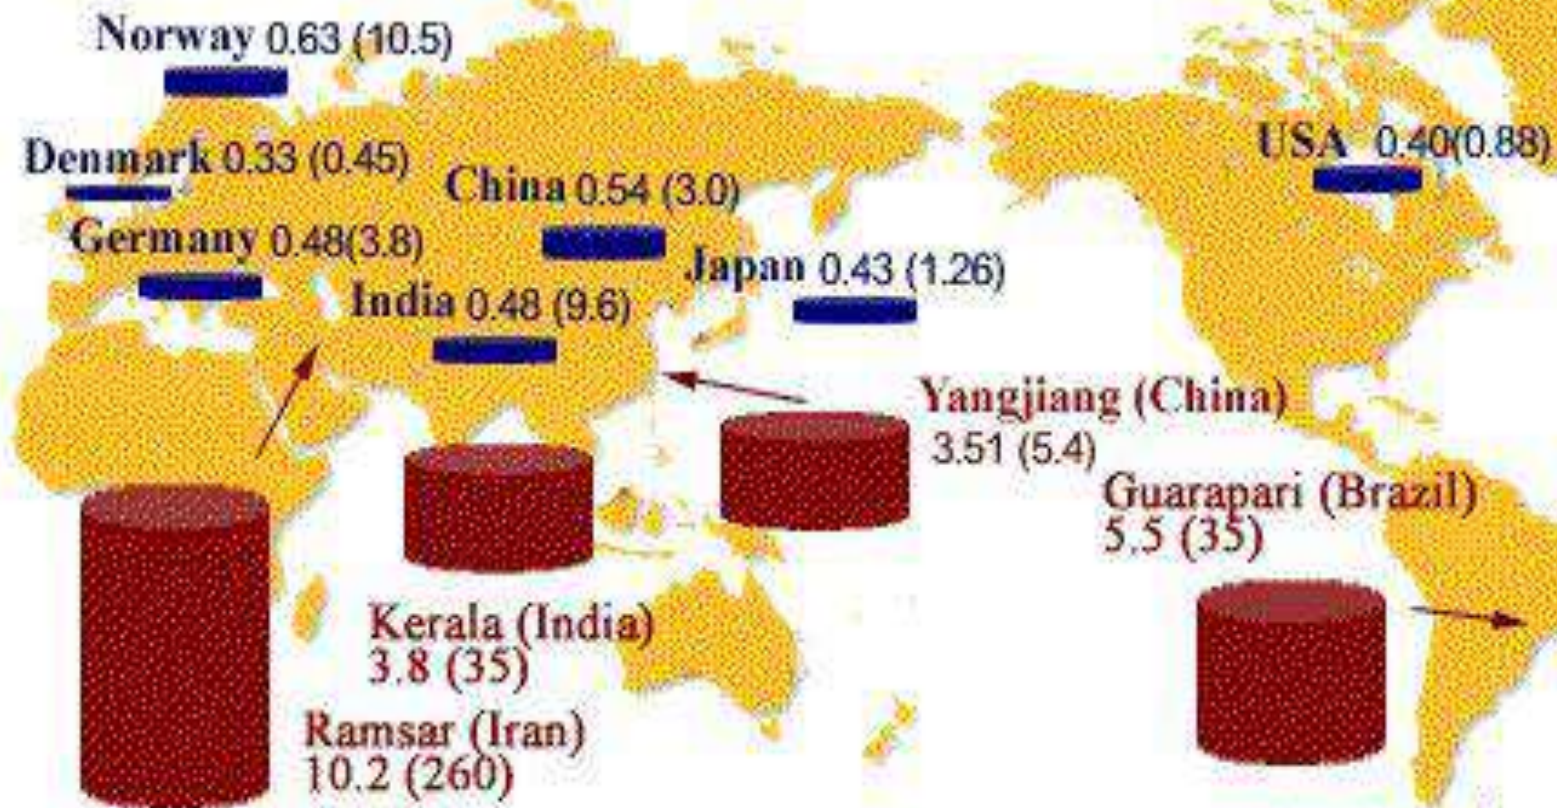 Norway 0.63 (10.5)
Denmark 0.33 (0.45)
USA 0.40(0.88)
China 0.54 (3.0)
Germany 0.48(3.8)
Japan 0.43 (1.26)
India 0.48 (9.6)
Yangjiang (China)
3.51 (5.4)
Guarapari (Brazil)
5.5 (35)
Kerala (India)
3.8 (35)
Ramsar (Iran)
10.2 (260)